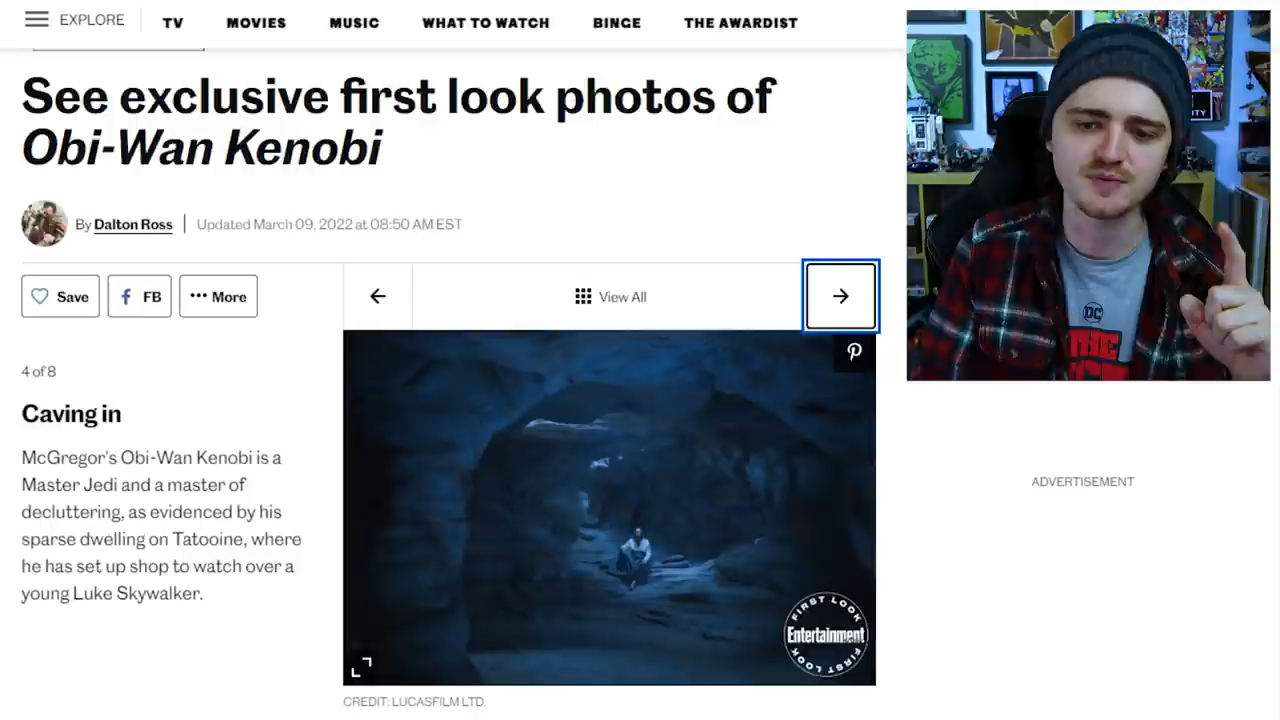 EXPLORE
TV
MOVIES
MUSIC
WHAT TO WATCH
BINGE
THE AWARDIST
See exclusive first look photos of
Obi-Wan Kenobi
By Dalton Ross
Updated March 09, 2022 at 08:50 AM EST
Save
FB
More
View All
4 of 8
Caving in
McGregor's Obi-Wan Kenobi is a
Master Jedi and a master of
decluttering, as evidenced by his
sparse dwelling on Tatooine, where
he has set up shop to watch over a
young Luke Skywalker.
FIRST LOOK
Entertainment
FIRST LOOK
CREDIT: LUCASFILM LTD.
DC
ADVERTISEMENT